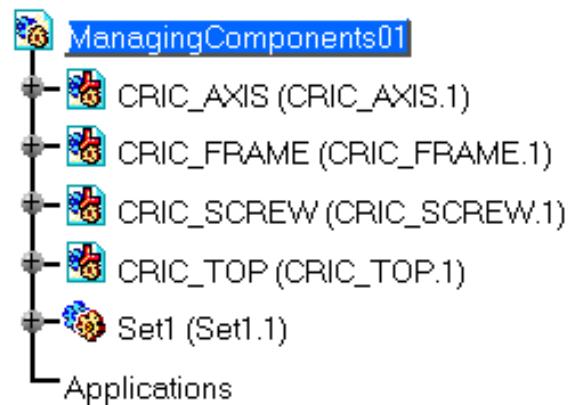 ManagingComponents01
CRIC_AXIS (CRIC_AXIS.1)
CRIC_FRAME (CRIC_FRAME.1)
CRIC_SCREW (CRIC_SCREW.1)
CRIC_TOP (CRIC_TOP.1)
Set1 (Set1.1)
Applications